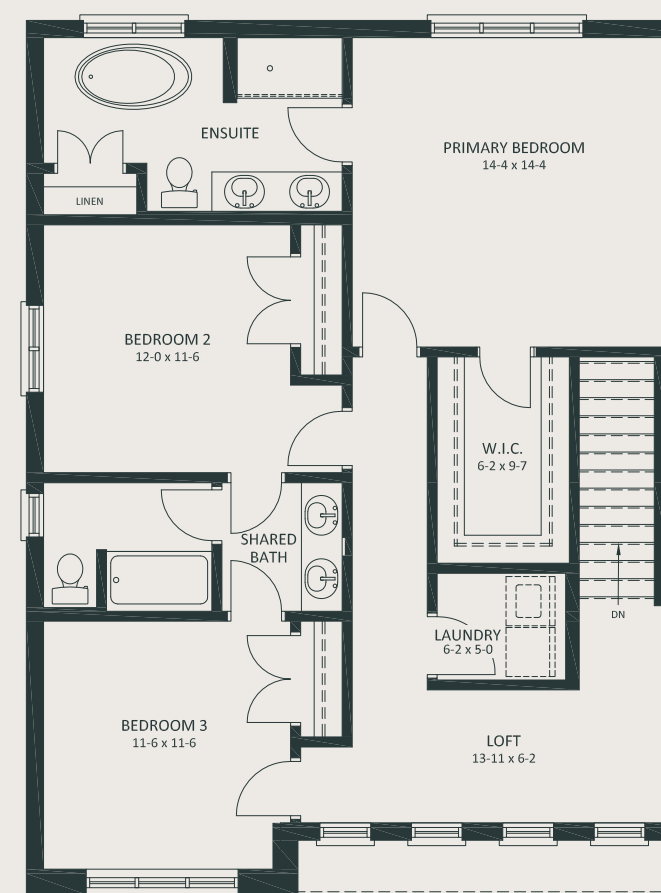 ENSUITE
PRIMARY BEDROOM
14-4 x 14-4
LINEN
BEDROOM 2
12-0 x 11-6
W.I.C.
6-2 x 9-7
SHARED
BATH
DN
LAUNDRY
6-2 x 5-0
BEDROOM 3
11-6 x 11-6
LOFT
13-11 x 6-2